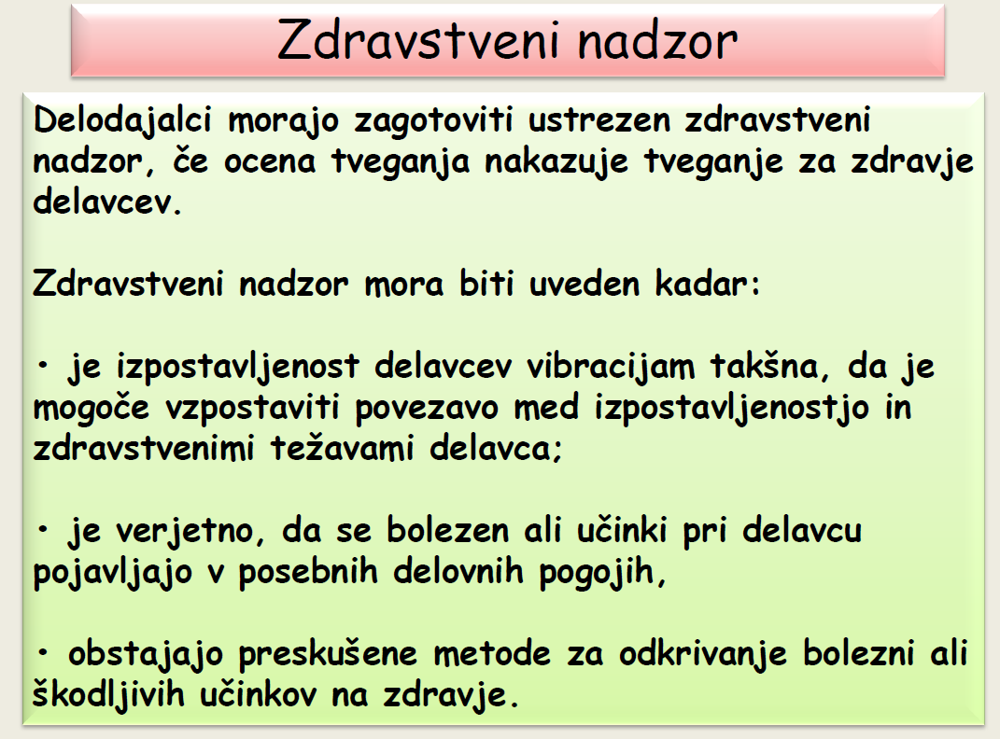 Zdravstveni nadzor
Delodajalci morajo zagotoviti ustrezen zdravstveni
nadzor, če ocena tveganja nakazuje tveganje za zdravje
delavcev.
Zdravstveni nadzor mora biti uveden kadar:
• je izpostavljenost delavcev vibracijam takšna, da je
mogoče vzpostaviti povezavo med izpostavljenostjo in
zdravstvenimi težavami delavca;
• je verjetno, da se bolezen ali učinki pri delavcu
pojavljajo v posebnih delovnih pogojih,
• obstajajo preskušene metode za odkrivanje bolezni ali
škodljivih učinkov na zdravje.